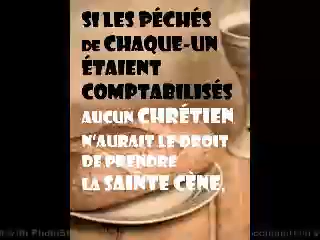 SI LES PÉCHÉS
DE CHAQUE-UN
ÉTAIENT
COMPTABILISÉS
AUCUN CHRÉTIEN
N'AURAIT LE DROIT
DE PRENDRE
LA SAINTE CÈNE,